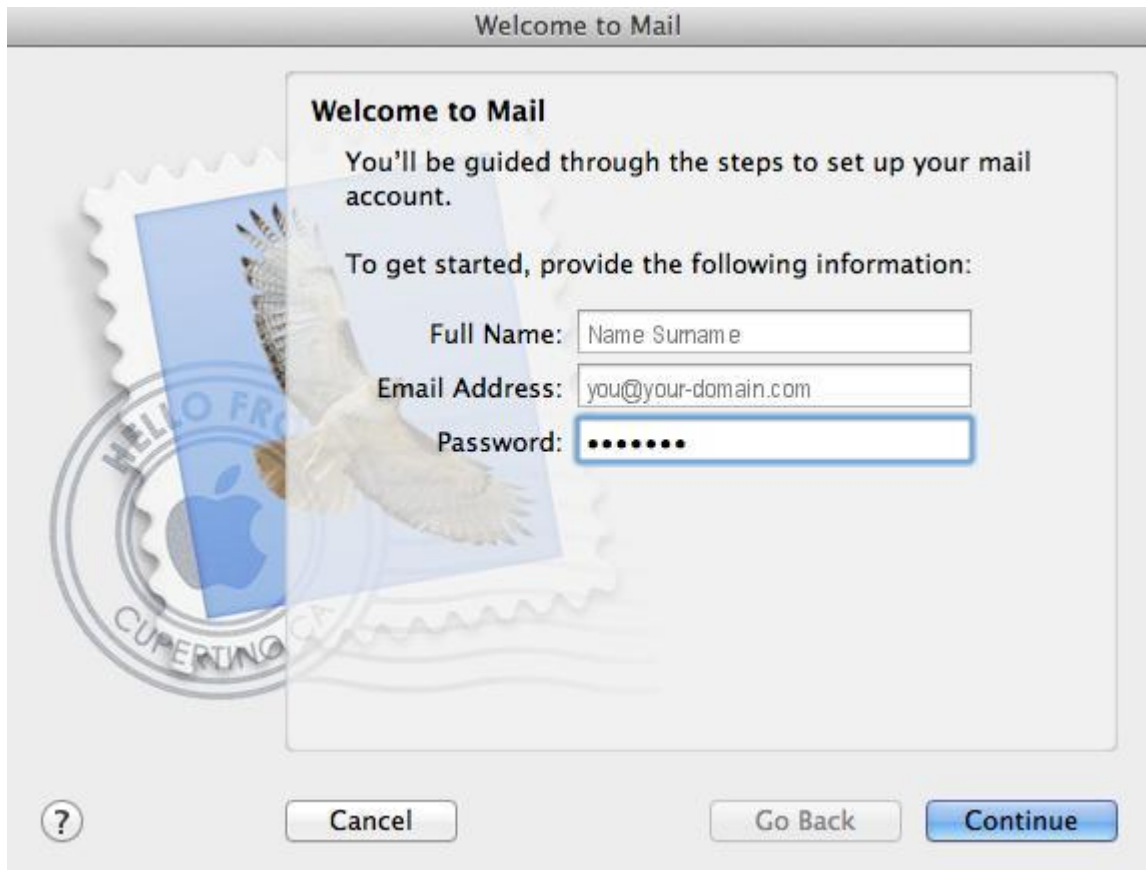 Welcome to Mail
Welcome to Mail
You'll be guided through the steps to set up your mail
account.
To get started, provide the following information:
Full Name: Name Surname
Email Address: you@your-domain.com
Password: •••••••
HELLO FRO
CUPERTINO CA
?
Cancel
Go Back
Continue